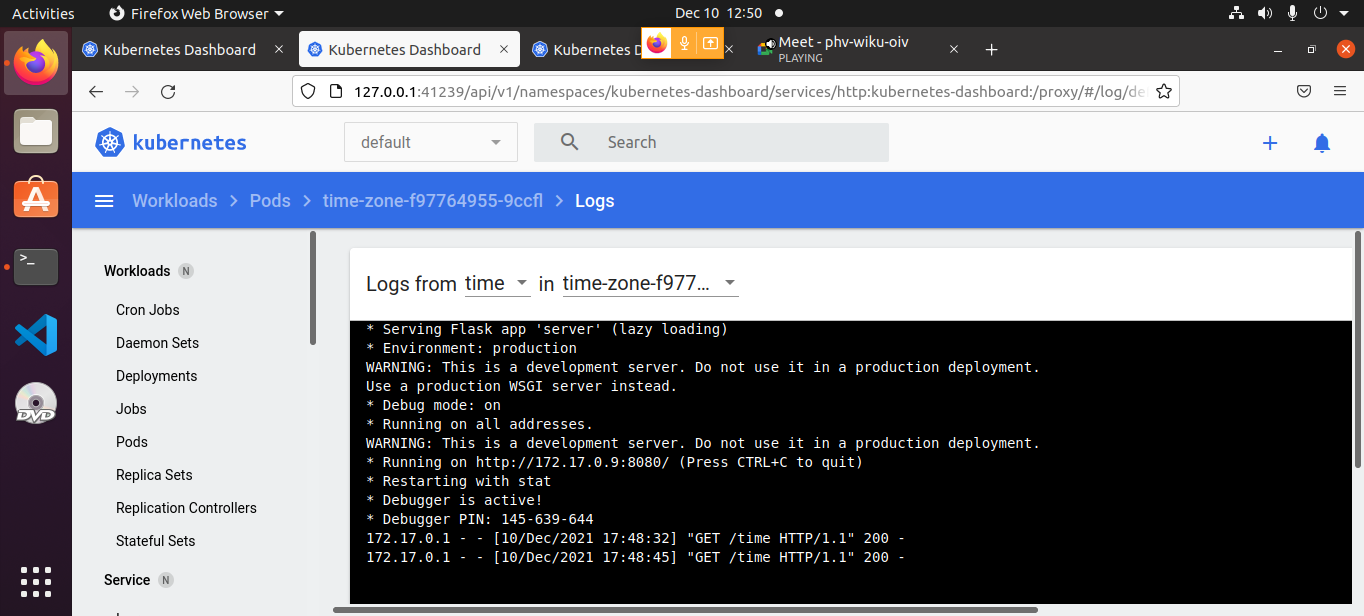 Activities Firefox Web Browser Dec 10 12:50
Kubernetes Dashboard Kubernetes Dashboard Kubernetes D Meet - phv-wiku-oiv
PLAYING
127.0.0.1:41239/api/v1/namespaces/kubernetes-dashboard/services/http:kubernetes-dashboard:/proxy/#/log/de
kubernetes default Search
Workloads Pods time-zone-f97764955-9ccfl Logs
Workloads N
Cron Jobs
Daemon Sets
Deployments
Jobs
Pods
Replica Sets
Replication Controllers
Stateful Sets
Service N
Logs from time in time-zone-f977...
* Serving Flask app 'server' (lazy loading)
* Environment: production
WARNING: This is a development server. Do not use it in a production deployment.
Use a production WSGI server instead.
* Debug mode: on
* Running on all addresses.
WARNING: This is a development server. Do not use it in a production deployment.
* Running on http://172.17.0.9:8080/ (Press CTRL+C to quit)
* Restarting with stat
* Debugger is active!
* Debugger PIN: 145-639-644
172.17.0.1 - - [10/Dec/2021 17:48:32] "GET /time HTTP/1.1" 200 -
172.17.0.1 - - [10/Dec/2021 17:48:45] "GET /time HTTP/1.1" 200 -
>_
DVD